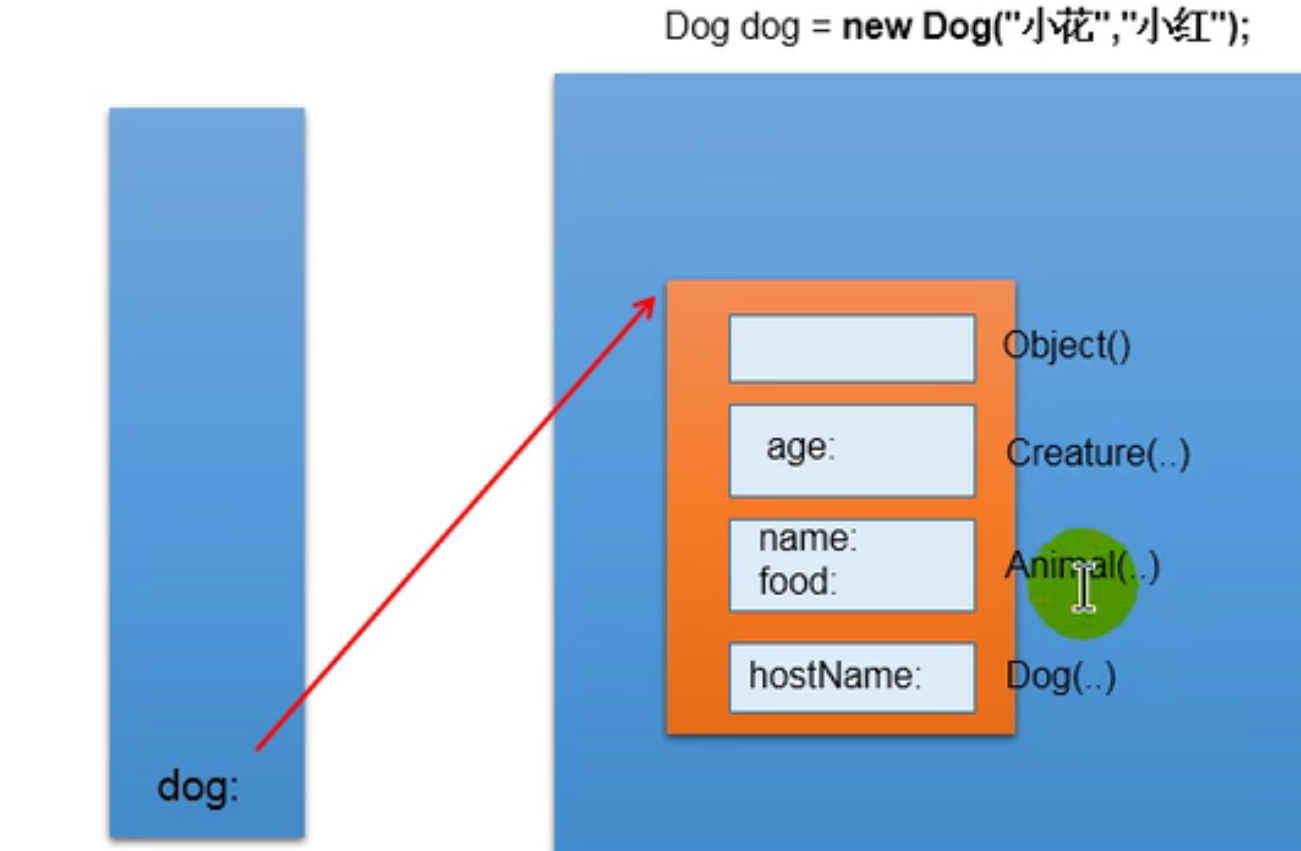 Dog dog = new Dog("小花","小红");
Object()
age:
Creature(..)
name:
food:
Animal(..)
hostName:
Dog(..)
dog: